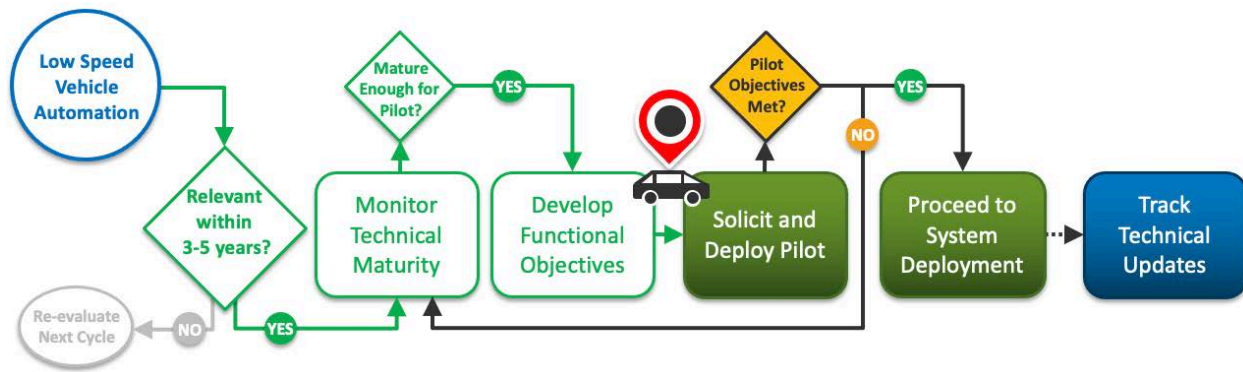 Low Speed
Vehicle
Automation
Relevant
within
3-5 years?
NO
Re-evaluate
Next Cycle
YES
Monitor
Technical
Maturity
Mature
Enough for
Pilot?
YES
Develop
Functional
Objectives
Solicit and
Deploy Pilot
Pilot
Objectives
Met?
NO
YES
Proceed to
System
Deployment
Track
Technical
Updates